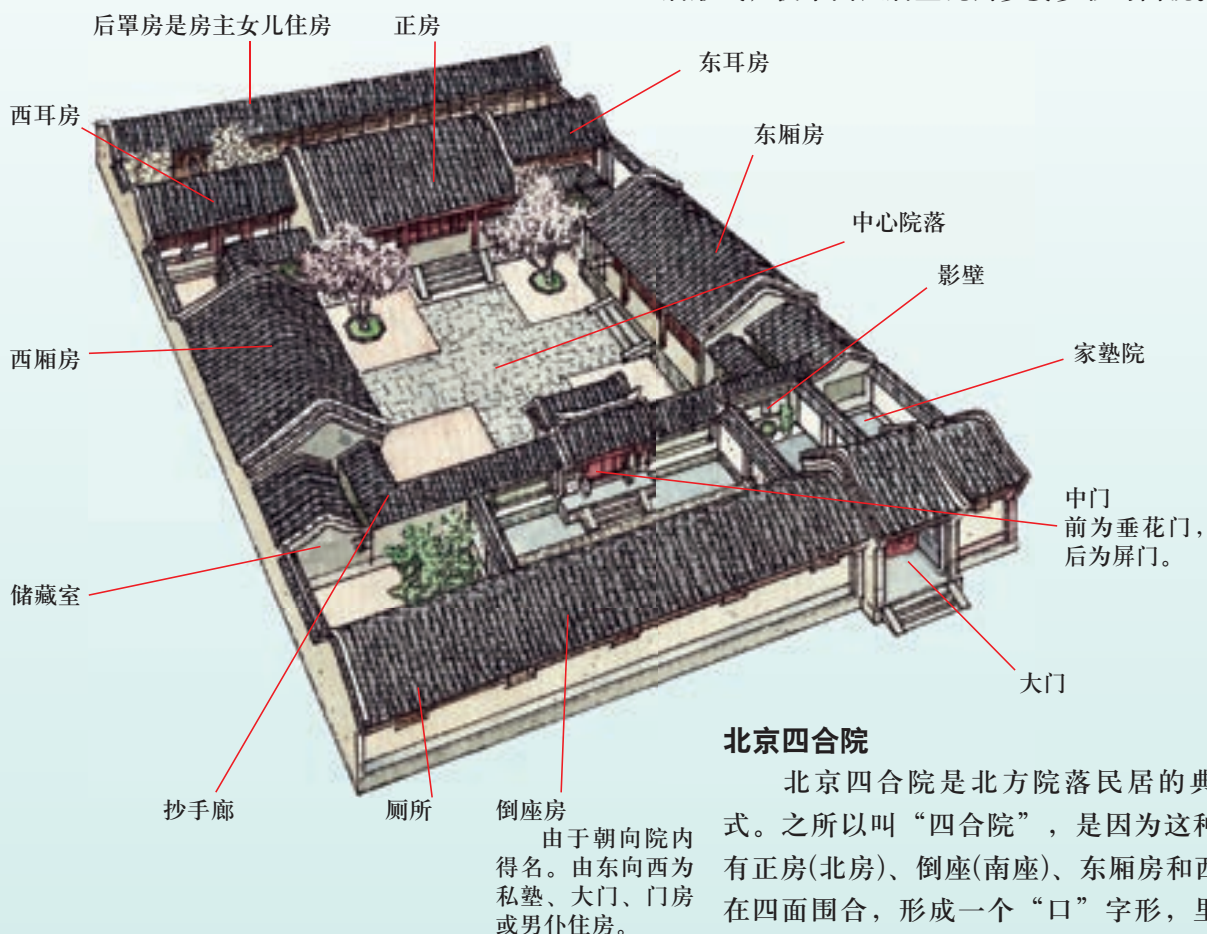 后罩房是房主女儿住房
正房
东耳房
西耳房
东厢房
中心院落
影壁
西厢房
家塾院
中门
前为垂花门，
后为屏门。
储藏室
大门
抄手廊
厕所
倒座房
由于朝向院内
得名。由东向西为
私塾、大门、门房
或男仆住房。
北京四合院
北京四合院是北方院落民居的典
式。之所以叫“四合院”，是因为这种
有正房(北房)、倒座(南座)、东厢房和西
在四面围合，形成一个“口”字形，里